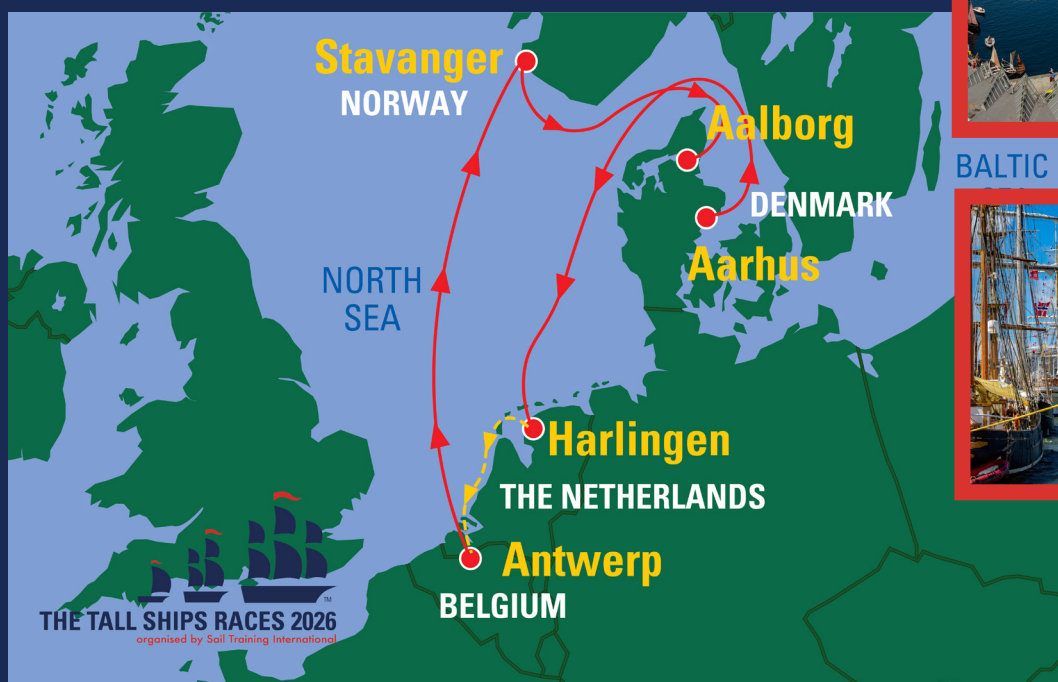 Stavanger
NORWAY
Aalborg
BALTIC
DENMARK
Aarhus
NORTH
SEA
Harlingen
THE NETHERLANDS
Antwerp
BELGIUM
TM
THE TALL SHIPS RACES 2026
organised by Sail Training International